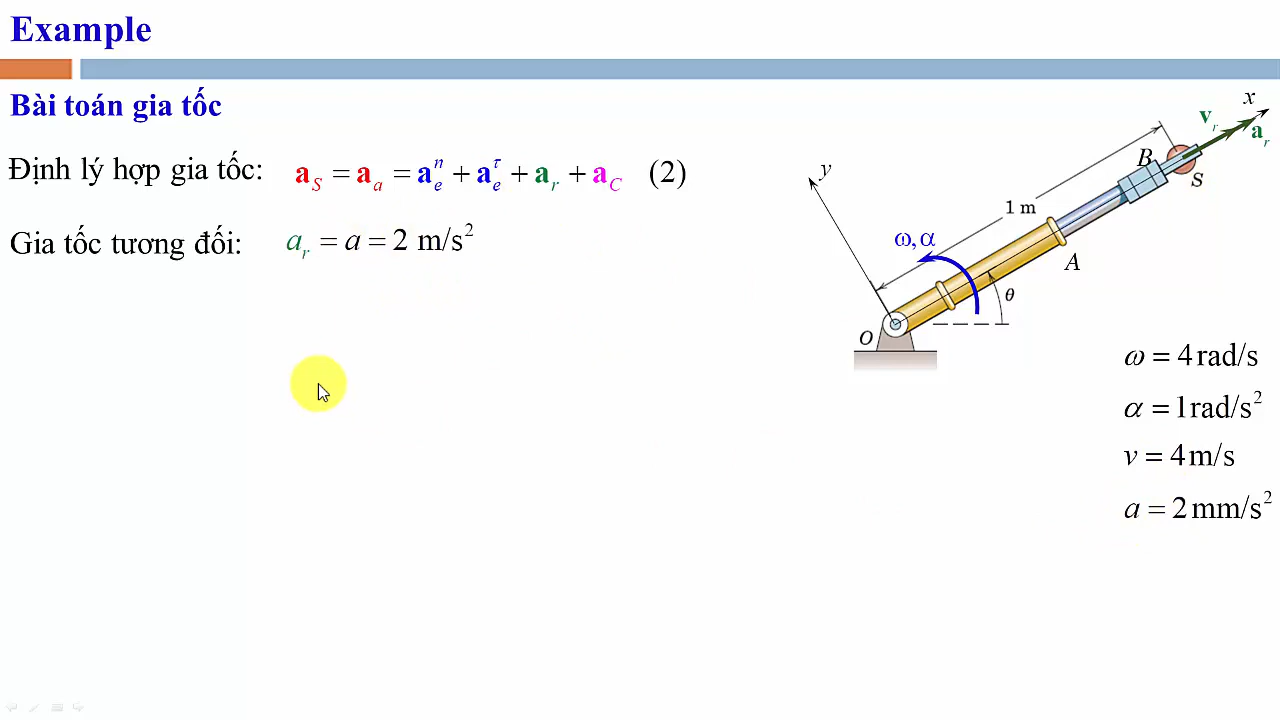 Example
Bài toán gia tốc
Định lý hợp gia tốc: a_S = a_a = a_e^n + a_e^τ + a_r + a_C (2)
Gia tốc tương đối: a_r = a = 2 m/s²
x
v_r
a_r
B
S
y
1 m
ω, α
A
θ
O
ω = 4 rad/s
α = 1 rad/s²
v = 4 m/s
a = 2 mm/s²